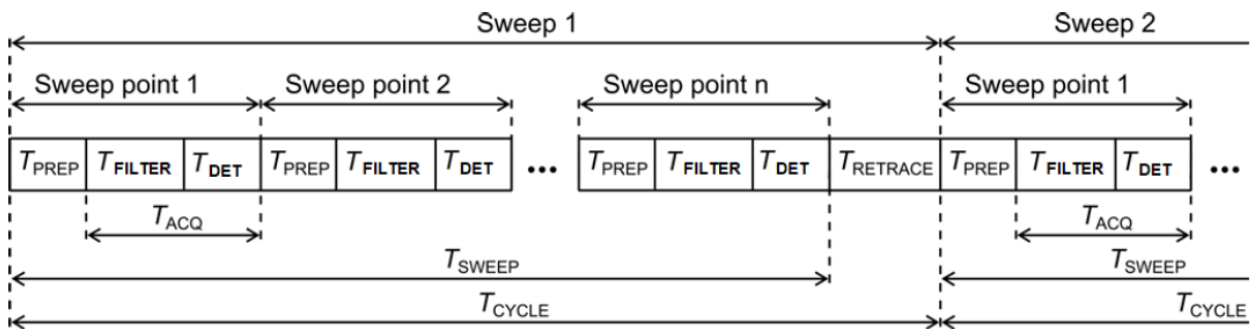 Sweep 1 Sweep 2
Sweep point 1 Sweep point 2 Sweep point n Sweep point 1
TPREP TFILTER TDET TPREP TFILTER TDET ••• TPREP TFILTER TDET TRETRACE TPREP TFILTER TDET •••
TACQ TACQ
TSWEEP TSWEEP
TCYCLE TCYCLE